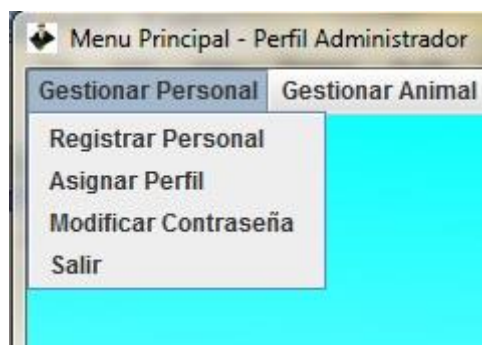 Menu Principal - Perfil Administrador
Gestionar Personal Gestionar Animal
Registrar Personal
Asignar Perfil
Modificar Contraseña
Salir